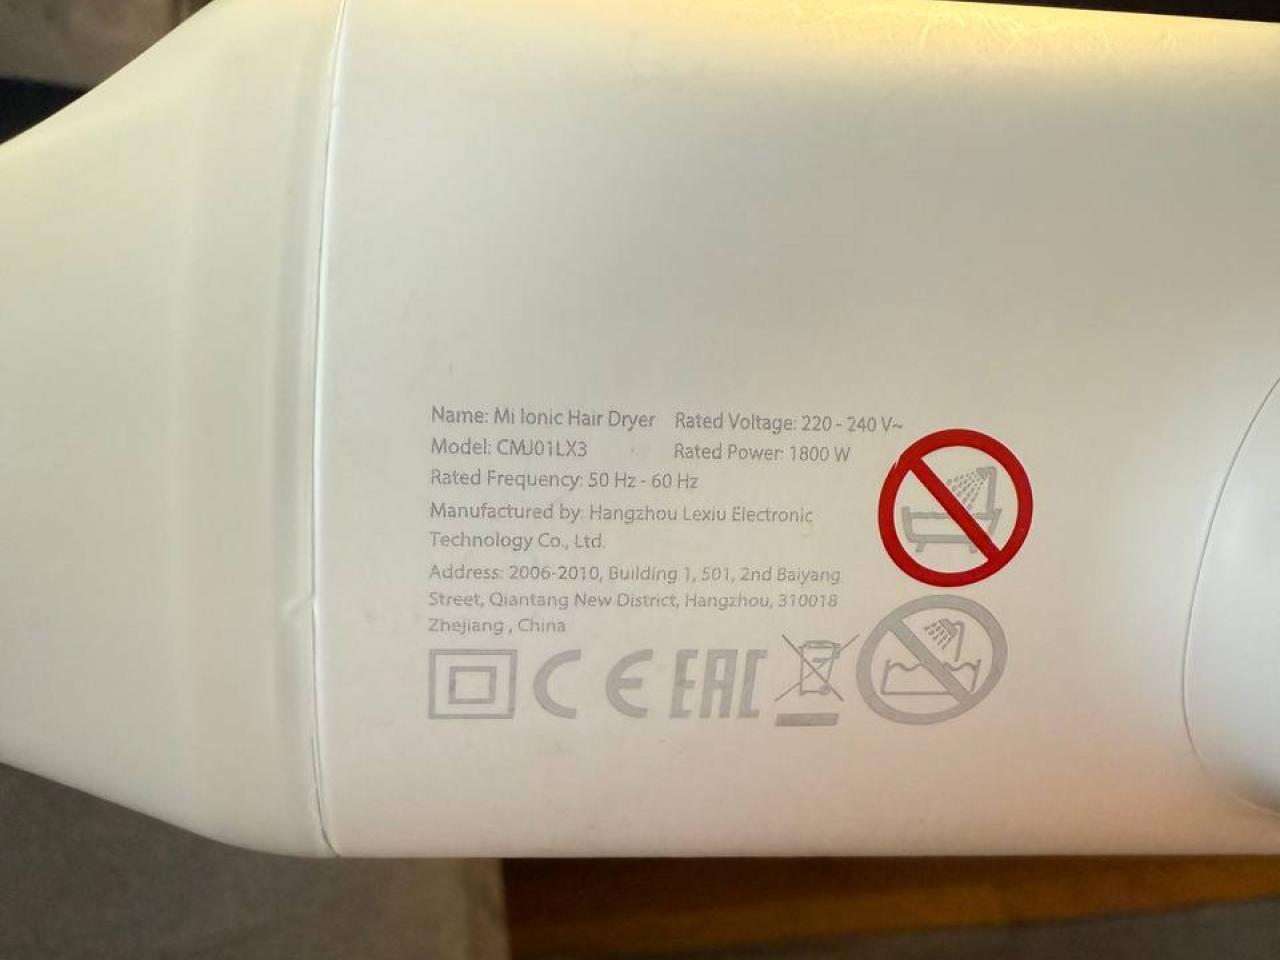 Name: Mi Ionic Hair Dryer Rated Voltage: 220 - 240 V~
Model: CMJ01LX3 Rated Power: 1800 W
Rated Frequency: 50 Hz - 60 Hz
Manufactured by: Hangzhou Lexiu Electronic
Technology Co., Ltd.
Address: 2006-2010, Building 1, 501, 2nd Baiyang
Street, Qiantang New District, Hangzhou, 310018
Zhejiang , China
CE EAC